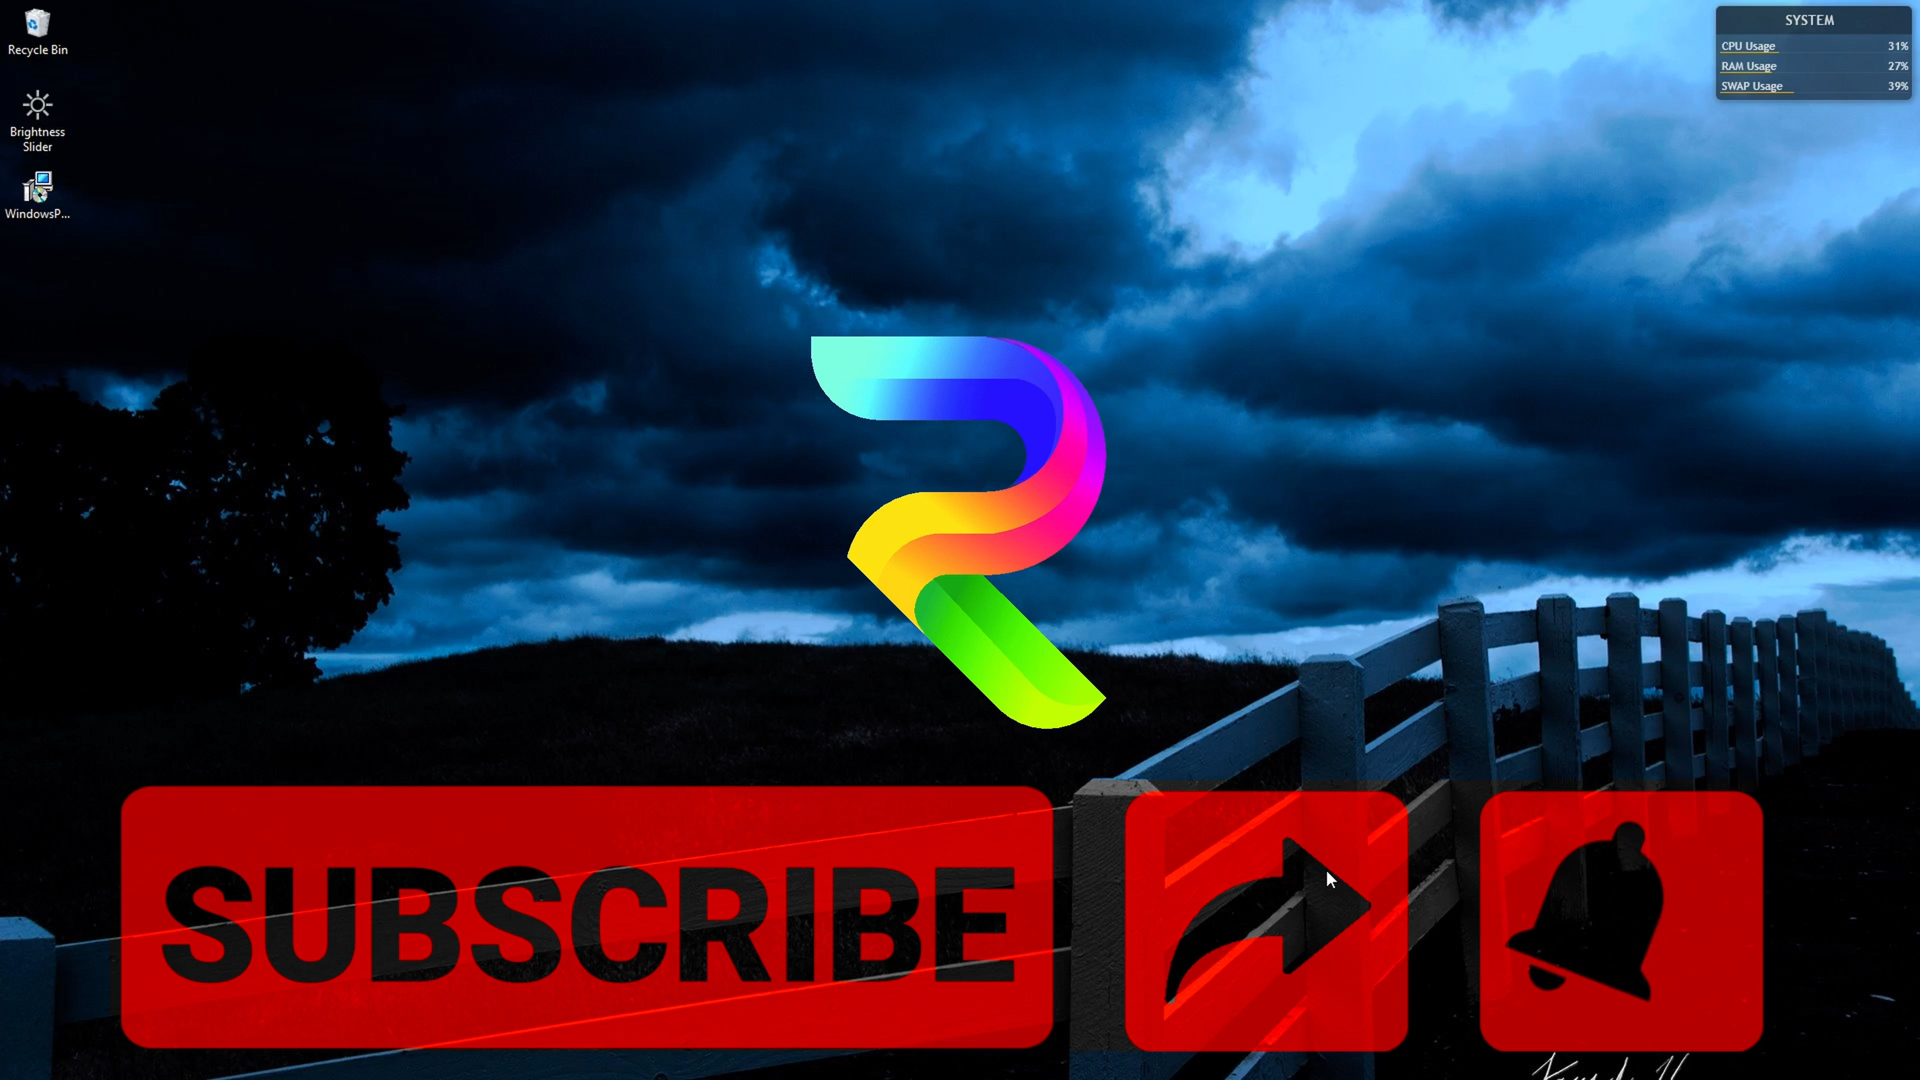 Recycle Bin
Brightness
Slider
WindowsP...
SYSTEM
CPU Usage 31%
RAM Usage 27%
SWAP Usage 39%
SUBSCRIBE